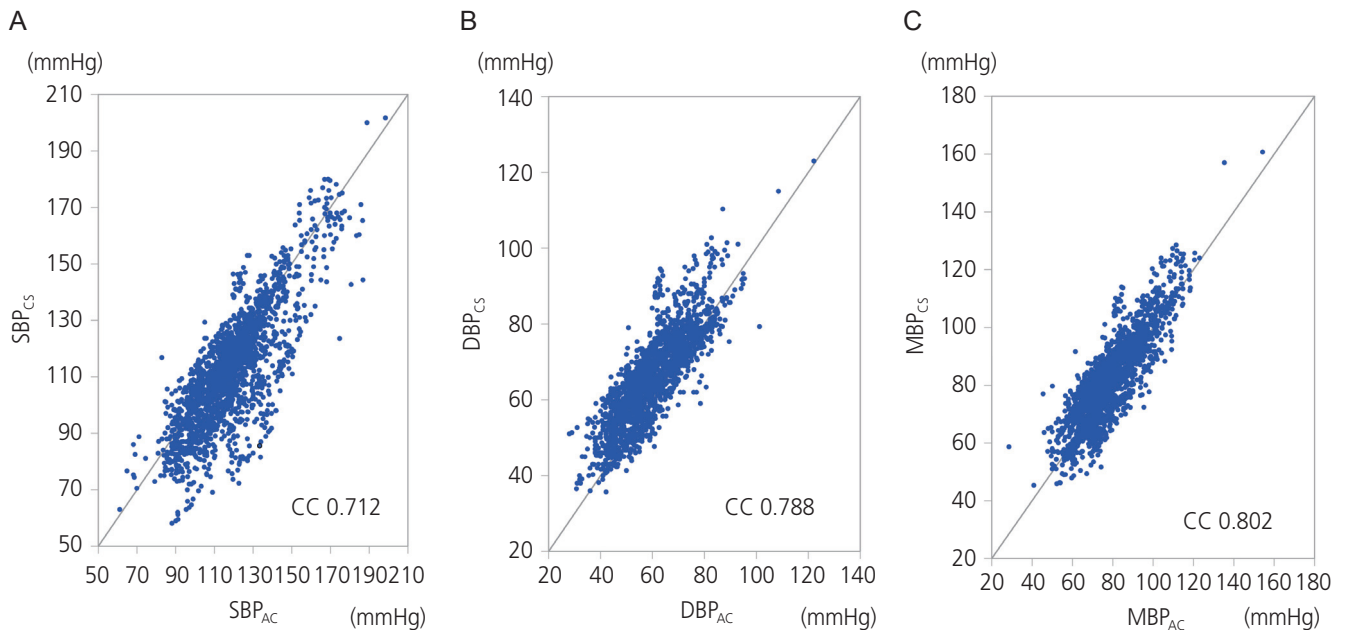 A
(mmHg)
210
190
170
150
130
110
90
70
50
SBPCS
CC 0.712
50 70 90 110 130 150 170 190 210
SBPAC (mmHg)
B
(mmHg)
140
120
100
80
60
40
20
DBPCS
CC 0.788
20 40 60 80 100 120 140
DBPAC (mmHg)
C
(mmHg)
180
160
140
120
100
80
60
40
20
MBPCS
CC 0.802
20 40 60 80 100 120 140 160 180
MBPAC (mmHg)